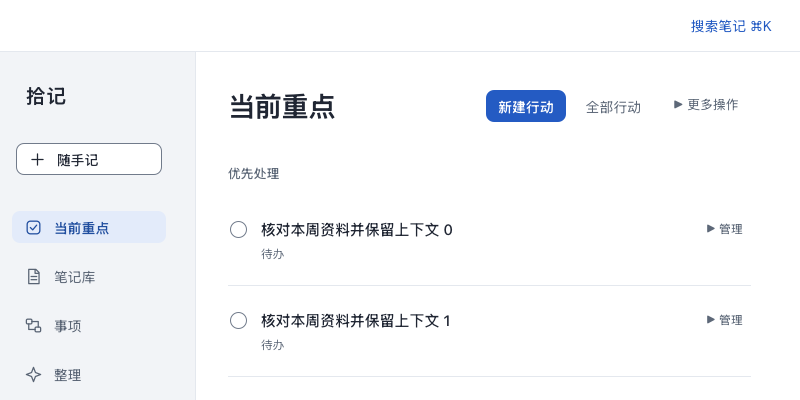 搜索笔记 ⌘K
拾记
随手记
当前重点
笔记库
事项
整理
当前重点
新建行动
全部行动
▶ 更多操作
优先处理
核对本周资料并保留上下文 0
待办
▶ 管理
核对本周资料并保留上下文 1
待办
▶ 管理